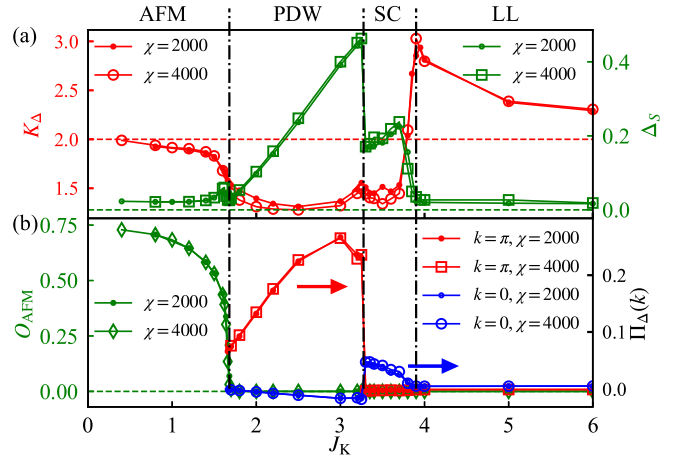 AFM PDW SC LL
(a)
3.0
2.5
2.0
1.5
K_Δ
χ=2000
χ=4000
χ=2000
χ=4000
0.4
0.2
0.0
Δ_S
(b)
0.75
0.50
0.25
0.00
O_AFM
χ=2000
χ=4000
k=π, χ=2000
k=π, χ=4000
k=0, χ=2000
k=0, χ=4000
0.2
0.1
0.0
Π_Δ(k)
0 1 2 3 4 5 6
J_K